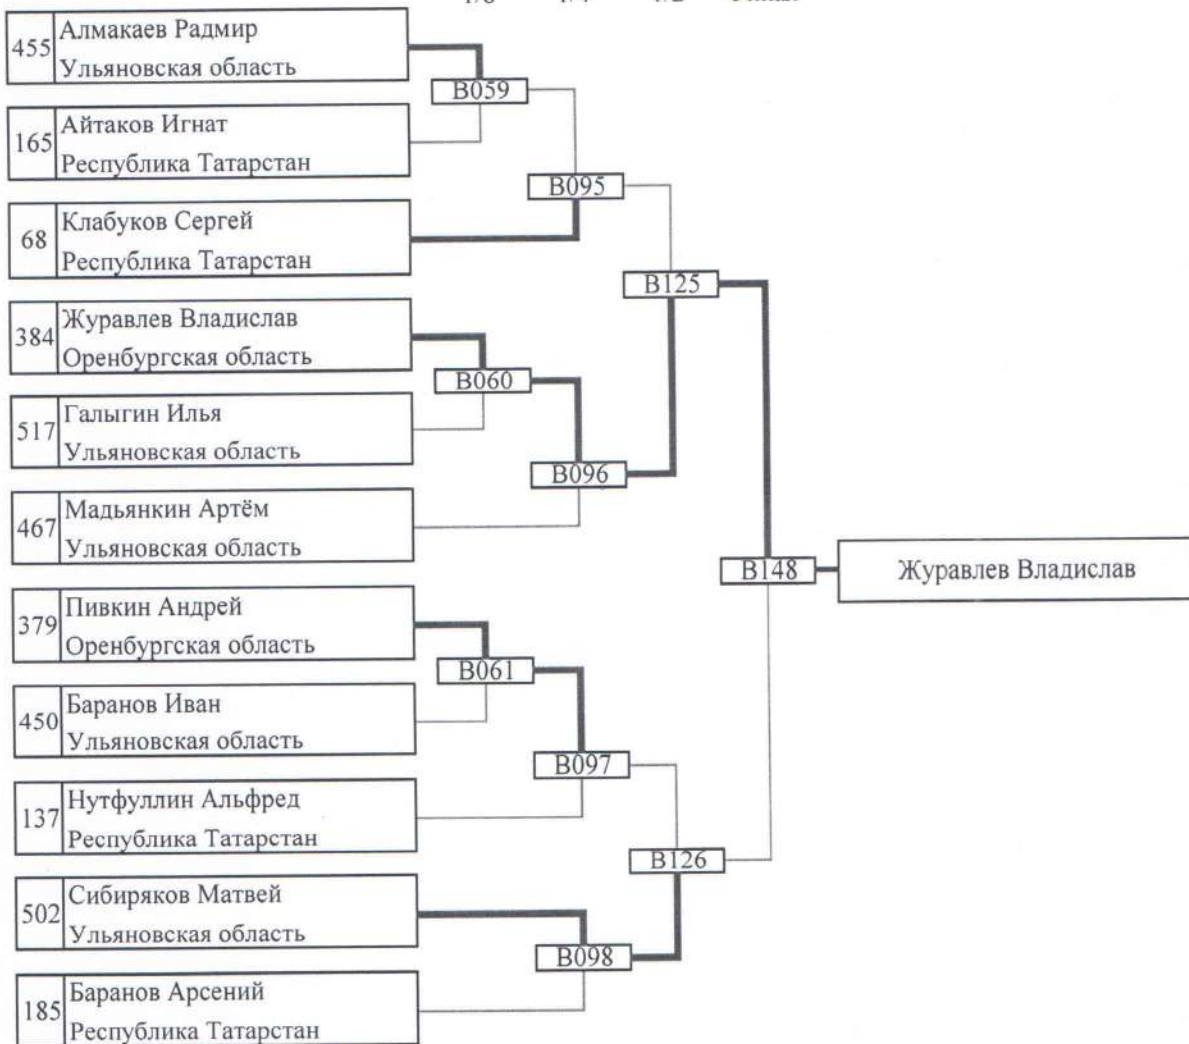 455
Алмакаев Радмир
Ульяновская область
B059
165
Айтаков Игнат
Республика Татарстан
B095
68
Клабуков Сергей
Республика Татарстан
B125
384
Журавлев Владислав
Оренбургская область
B060
517
Галыгин Илья
Ульяновская область
B096
467
Мадьянкин Артём
Ульяновская область
B148
Журавлев Владислав
379
Пивкин Андрей
Оренбургская область
B061
450
Баранов Иван
Ульяновская область
B097
137
Нутфуллин Альфред
Республика Татарстан
B126
502
Сибиряков Матвей
Ульяновская область
B098
185
Баранов Арсений
Республика Татарстан